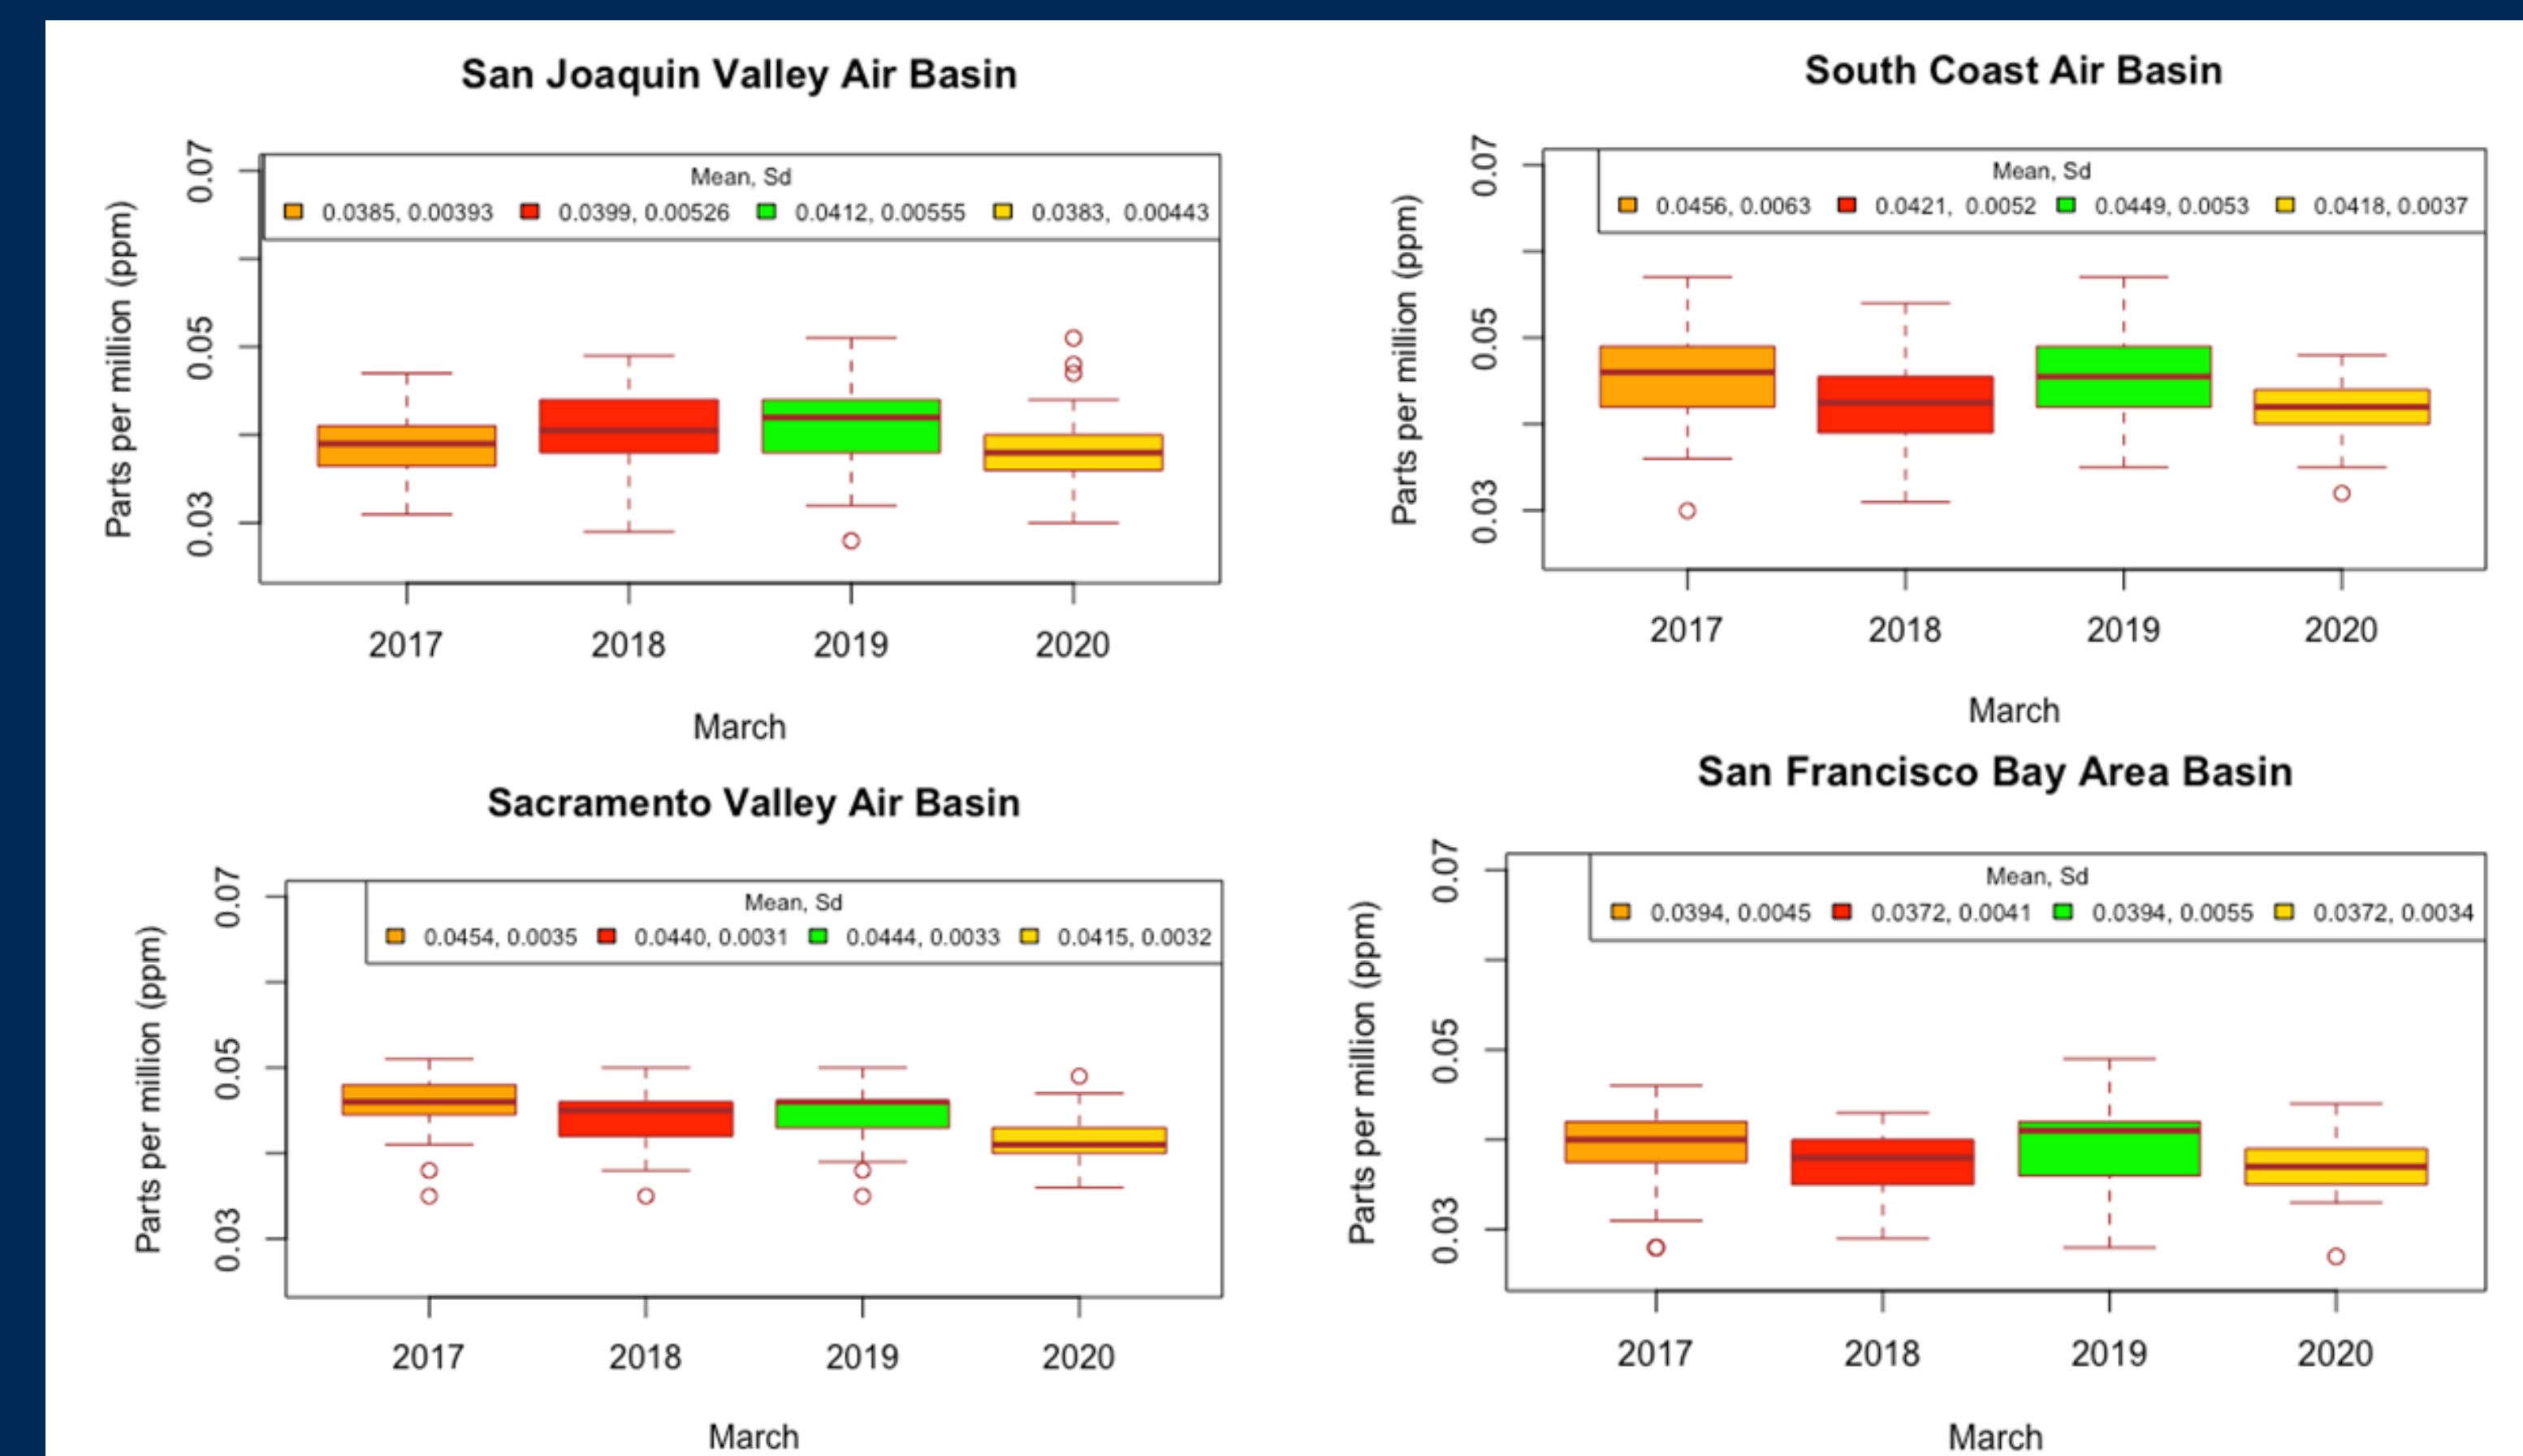 San Joaquin Valley Air Basin
Parts per million (ppm)
0.07
0.05
0.03
Mean, Sd
0.0385, 0.00393 0.0399, 0.00526 0.0412, 0.00555 0.0383, 0.00443
2017 2018 2019 2020
March
South Coast Air Basin
Parts per million (ppm)
0.07
0.05
0.03
Mean, Sd
0.0456, 0.0063 0.0421, 0.0052 0.0449, 0.0053 0.0418, 0.0037
2017 2018 2019 2020
March
Sacramento Valley Air Basin
Parts per million (ppm)
0.07
0.05
0.03
Mean, Sd
0.0454, 0.0035 0.0440, 0.0031 0.0444, 0.0033 0.0415, 0.0032
2017 2018 2019 2020
March
San Francisco Bay Area Basin
Parts per million (ppm)
0.07
0.05
0.03
Mean, Sd
0.0394, 0.0045 0.0372, 0.0041 0.0394, 0.0055 0.0372, 0.0034
2017 2018 2019 2020
March